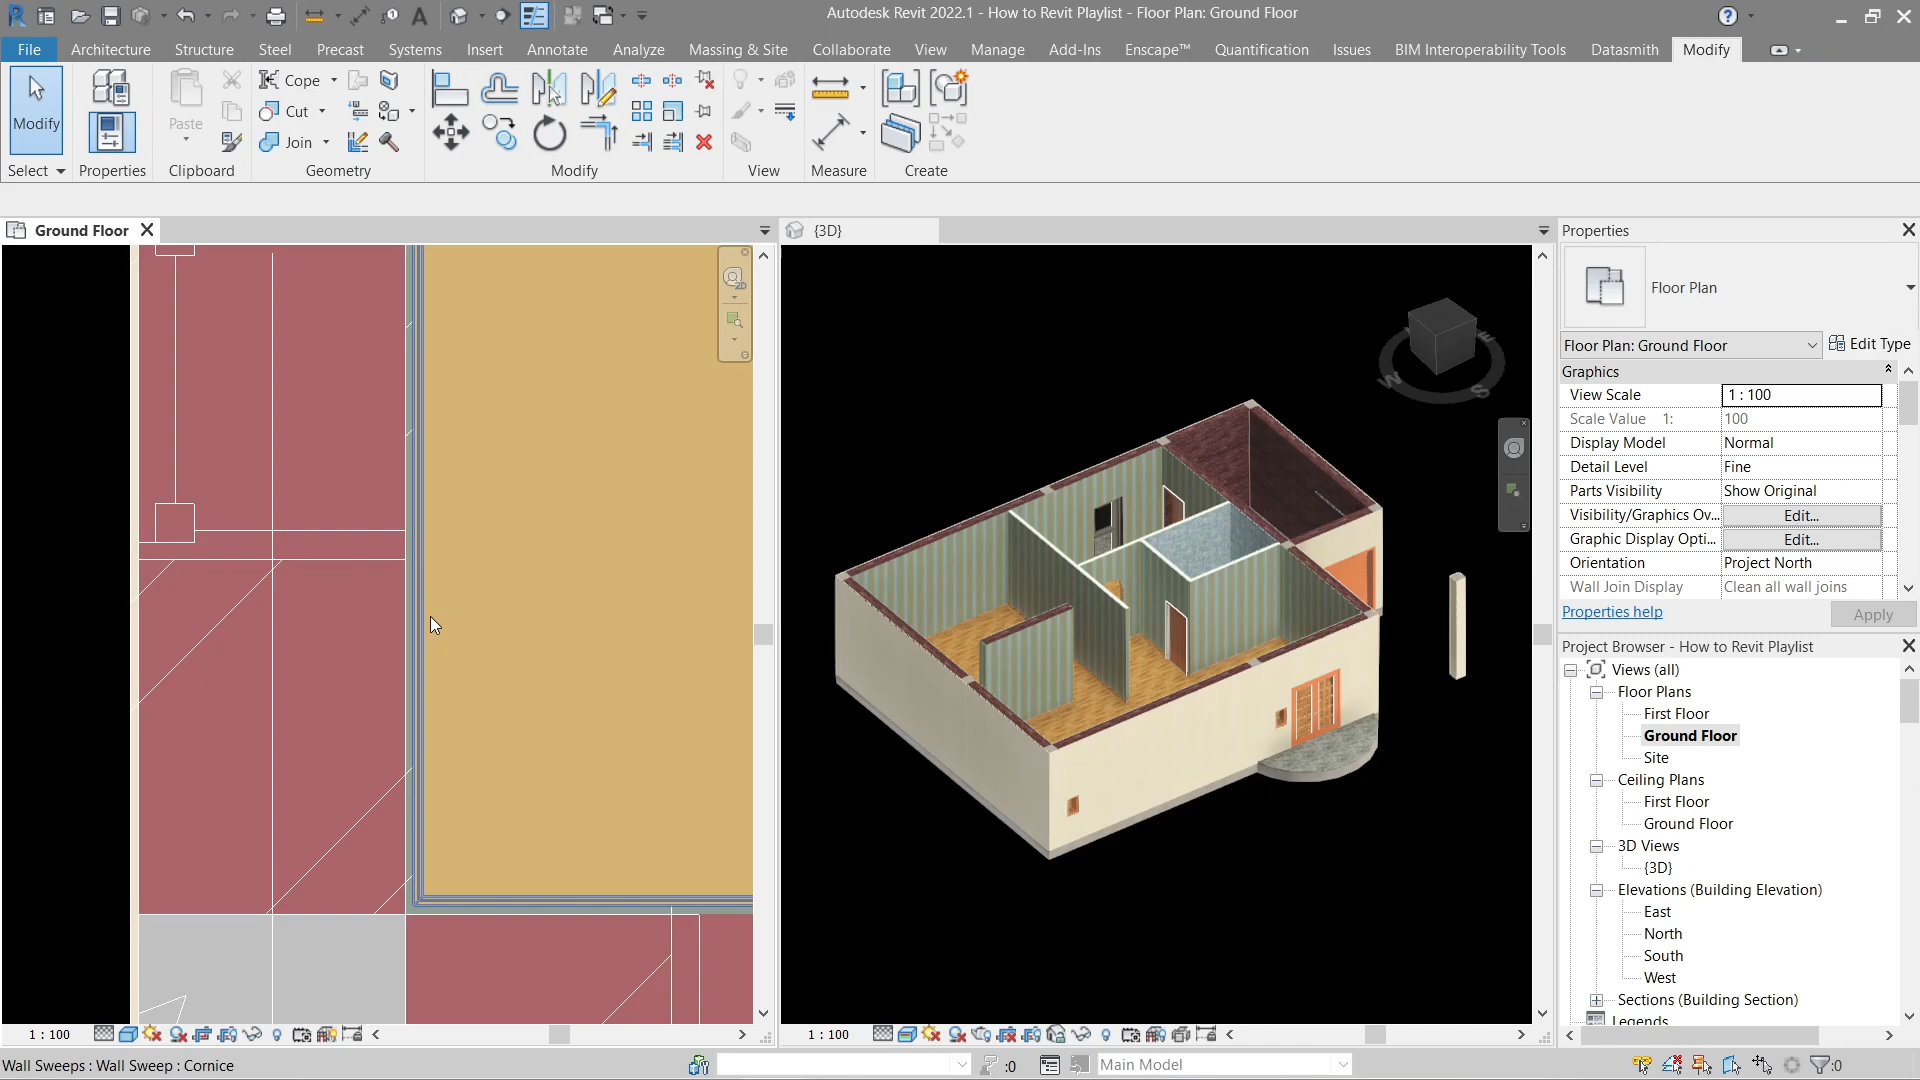 Autodesk Revit 2022.1 - How to Revit Playlist - Floor Plan: Ground Floor
File Architecture Structure Steel Precast Systems Insert Annotate Analyze Massing & Site Collaborate View Manage Add-Ins Enscape™ Quantification Issues BIM Interoperability Tools Datasmith Modify
Modify
Paste
Cope
Cut
Join
Select Properties Clipboard Geometry Modify View Measure Create
Ground Floor
{3D}
2D
W
S
E
Properties
Floor Plan
Floor Plan: Ground Floor
Edit Type
Graphics
View Scale 1 : 100
Scale Value 1: 100
Display Model Normal
Detail Level Fine
Parts Visibility Show Original
Visibility/Graphics Ov... Edit...
Graphic Display Opti... Edit...
Orientation Project North
Wall Join Display Clean all wall joins
Properties help
Apply
Project Browser - How to Revit Playlist
Views (all)
Floor Plans
First Floor
Ground Floor
Site
Ceiling Plans
First Floor
Ground Floor
3D Views
{3D}
Elevations (Building Elevation)
East
North
South
West
Sections (Building Section)
Legends
1 : 100
1 : 100
Wall Sweeps : Wall Sweep : Cornice
:0
Main Model
:0